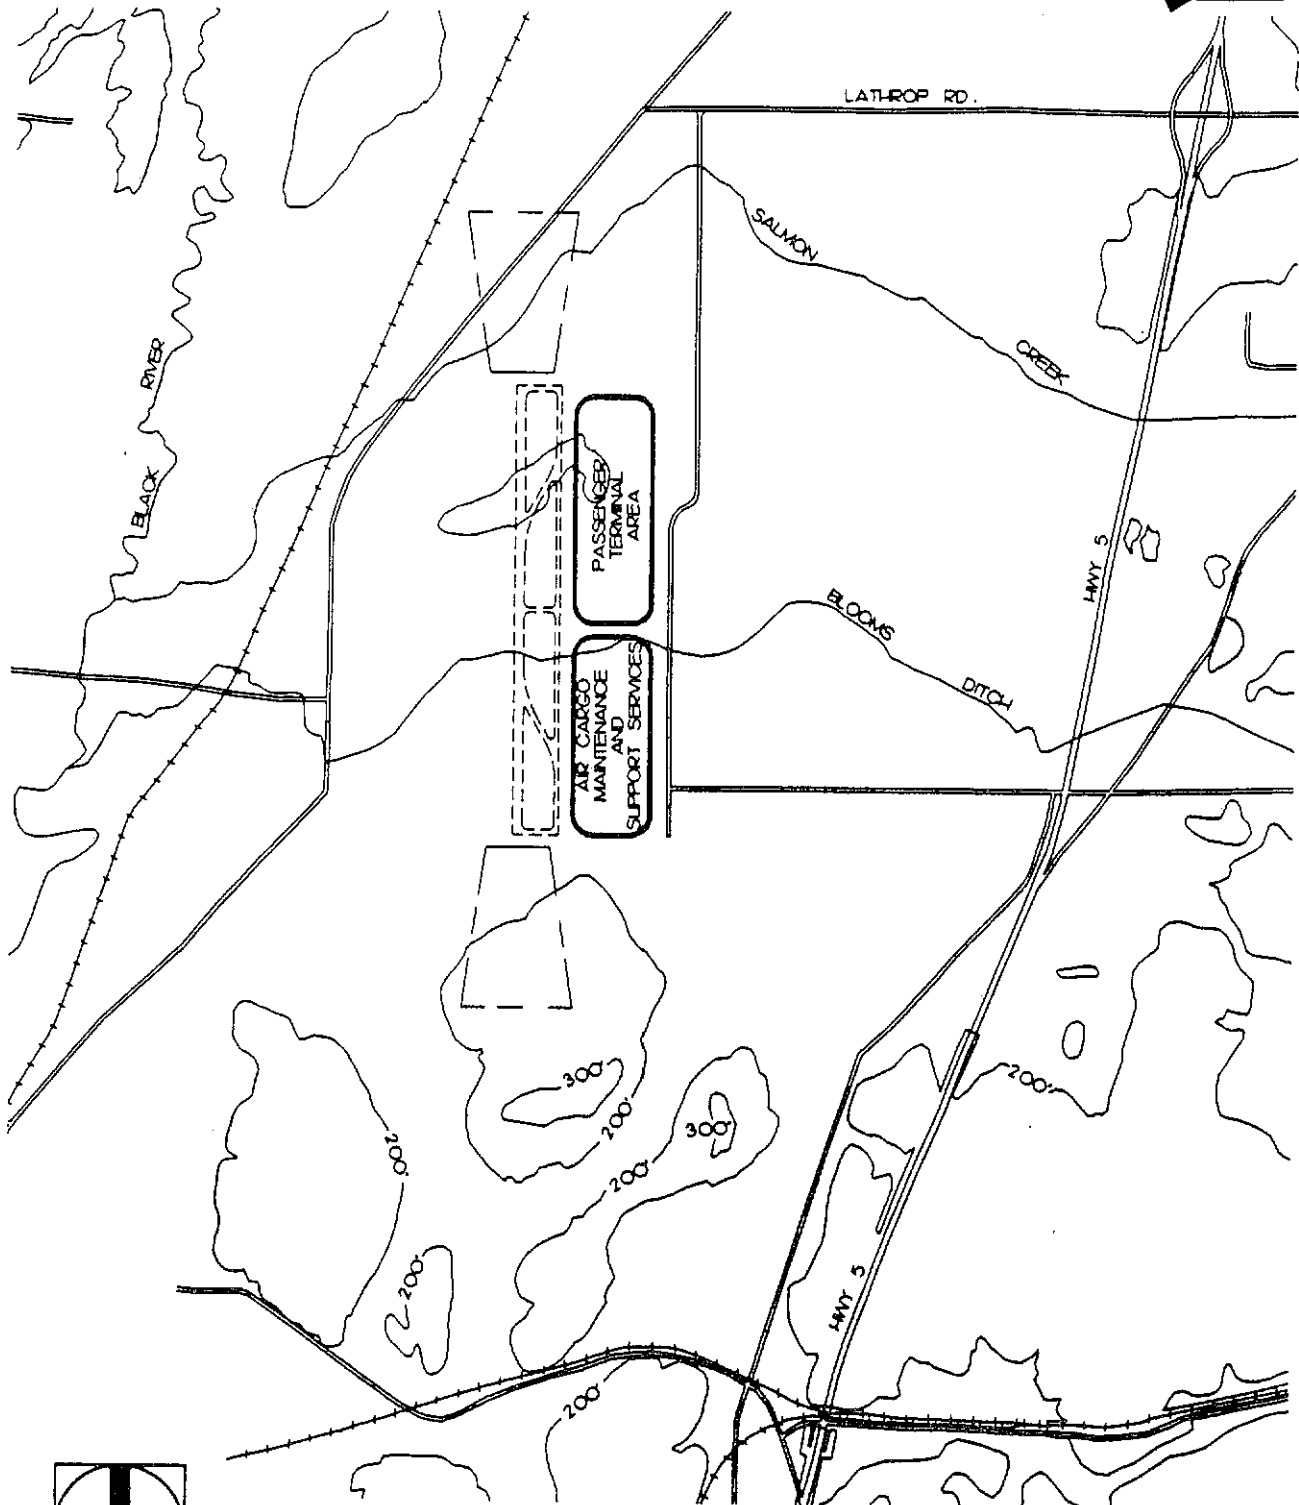 LATHROP RD.
SALMON
CREEK
RIVER
BLACK
PASSENGER
TERMINAL
AREA
HWY 5
BLOOMS
DITCH
AIR CARGO
MAINTENANCE
AND
SUPPORT SERVICES
300'
200'
300'
200'
200'
200'
200'
HWY 5
200'